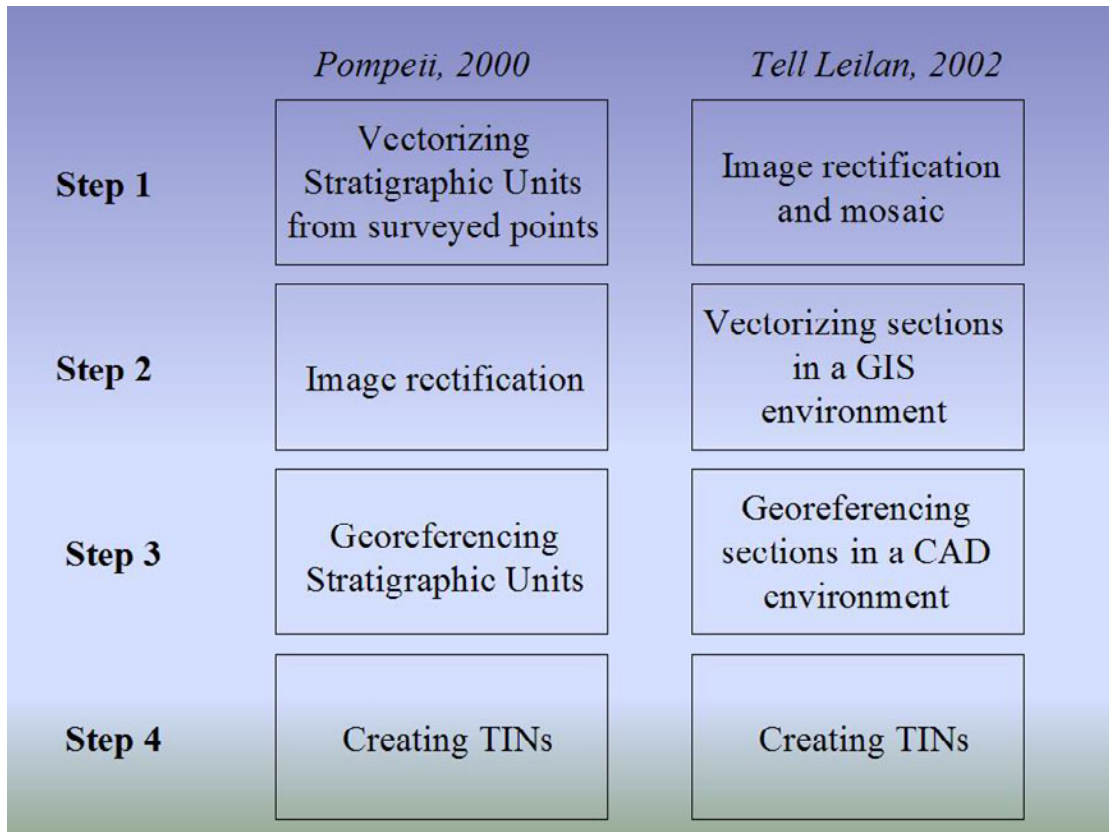 Pompeii, 2000
Tell Leilan, 2002
Step 1
Vectorizing
Stratigraphic Units
from surveyed points
Image rectification
and mosaic
Step 2
Image rectification
Vectorizing sections
in a GIS
environment
Step 3
Georeferencing
Stratigraphic Units
Georeferencing
sections in a CAD
environment
Step 4
Creating TINs
Creating TINs